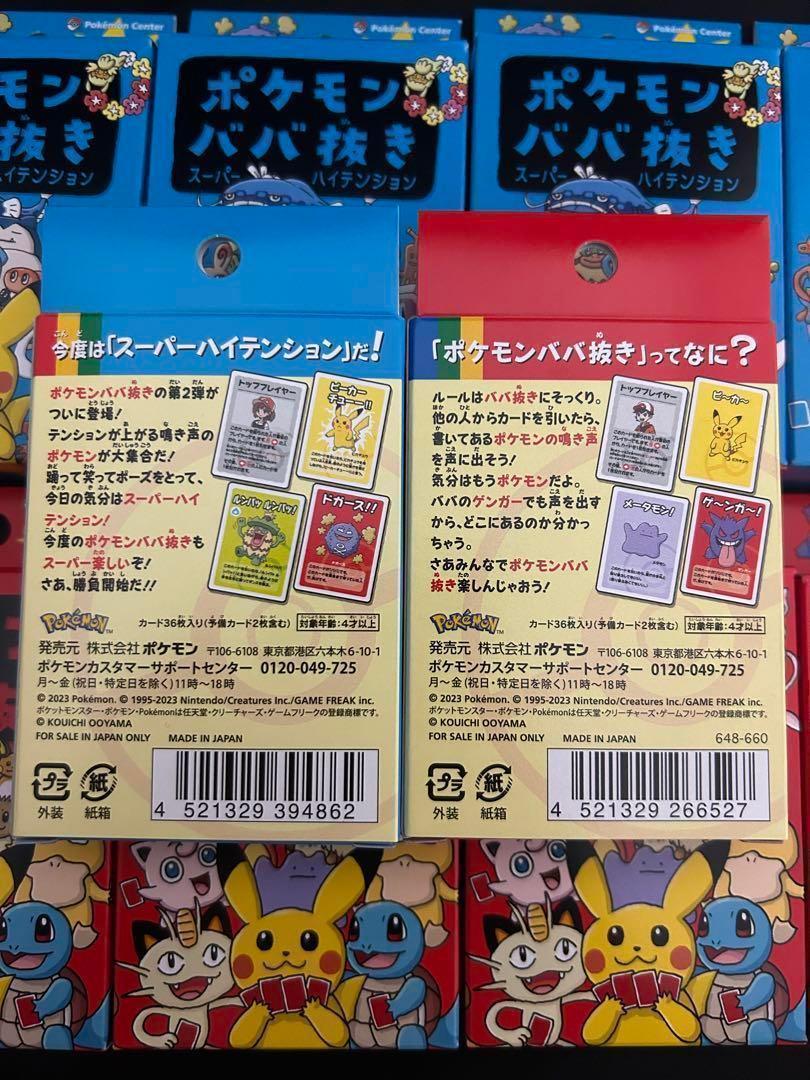 Pokémon Center
Pokémon Center
Pokémon Center
モン
抜き
ハイテンション
ポケモン
ババ抜き
スーパー ハイテンション
ポケモン
ババ抜き
スーパー ハイテンション
今度は「スーパーハイテンション」だ!
ポケモンババ抜きの第2弾が
ついに登場!
テンションが上がる鳴き声の
ポケモンが大集合だ!
踊って笑ってポーズをとって、
今日の気分はスーパーハイ
テンション!
今度のポケモンババ抜きも
スーパー楽しいぞ!
さあ、勝負開始だ!!
トッププレイヤー
ピーカー
チューー!!
ルンパッ ルンパッ!
ドガース!!
POKéMON
カード36枚入り(予備カード2枚含む) 対象年齢:4才以上
発売元 株式会社ポケモン 〒106-6108 東京都港区六本木6-10-1
ポケモンカスタマーサポートセンター 0120-049-725
月〜金(祝日・特定日を除く)11時〜18時
© 2023 Pokémon. © 1995-2023 Nintendo/Creatures Inc./GAME FREAK inc.
ポケットモンスター・ポケモン・Pokémonは任天堂・クリーチャーズ・ゲームフリークの登録商標です。
© KOUICHI OOYAMA
FOR SALE IN JAPAN ONLY MADE IN JAPAN
プラ 紙
外装 紙箱
4 521329 394862
「ポケモンババ抜き」ってなに?
ルールはババ抜きにそっくり。
他の人からカードを引いたら、
書いてあるポケモンの鳴き声
を声に出そう!
気分はもうポケモンだよ。
ババのゲンガーでも声を出す
から、どこにあるのか分かっ
ちゃう。
さあみんなでポケモンババ
抜き楽しんじゃおう!
トッププレイヤー
ピ〜カ〜
メ〜タモン!
ゲ〜ンガ〜!
POKéMON
カード36枚入り(予備カード2枚含む) 対象年齢:4才以上
発売元 株式会社ポケモン 〒106-6108 東京都港区六本木6-10-1
ポケモンカスタマーサポートセンター 0120-049-725
月〜金(祝日・特定日を除く)11時〜18時
© 2023 Pokémon. © 1995-2023 Nintendo/Creatures Inc./GAME FREAK inc.
ポケットモンスター・ポケモン・Pokémonは任天堂・クリーチャーズ・ゲームフリークの登録商標です。
© KOUICHI OOYAMA
FOR SALE IN JAPAN ONLY MADE IN JAPAN 648-660
プラ 紙
外装 紙箱
4 521329 266527